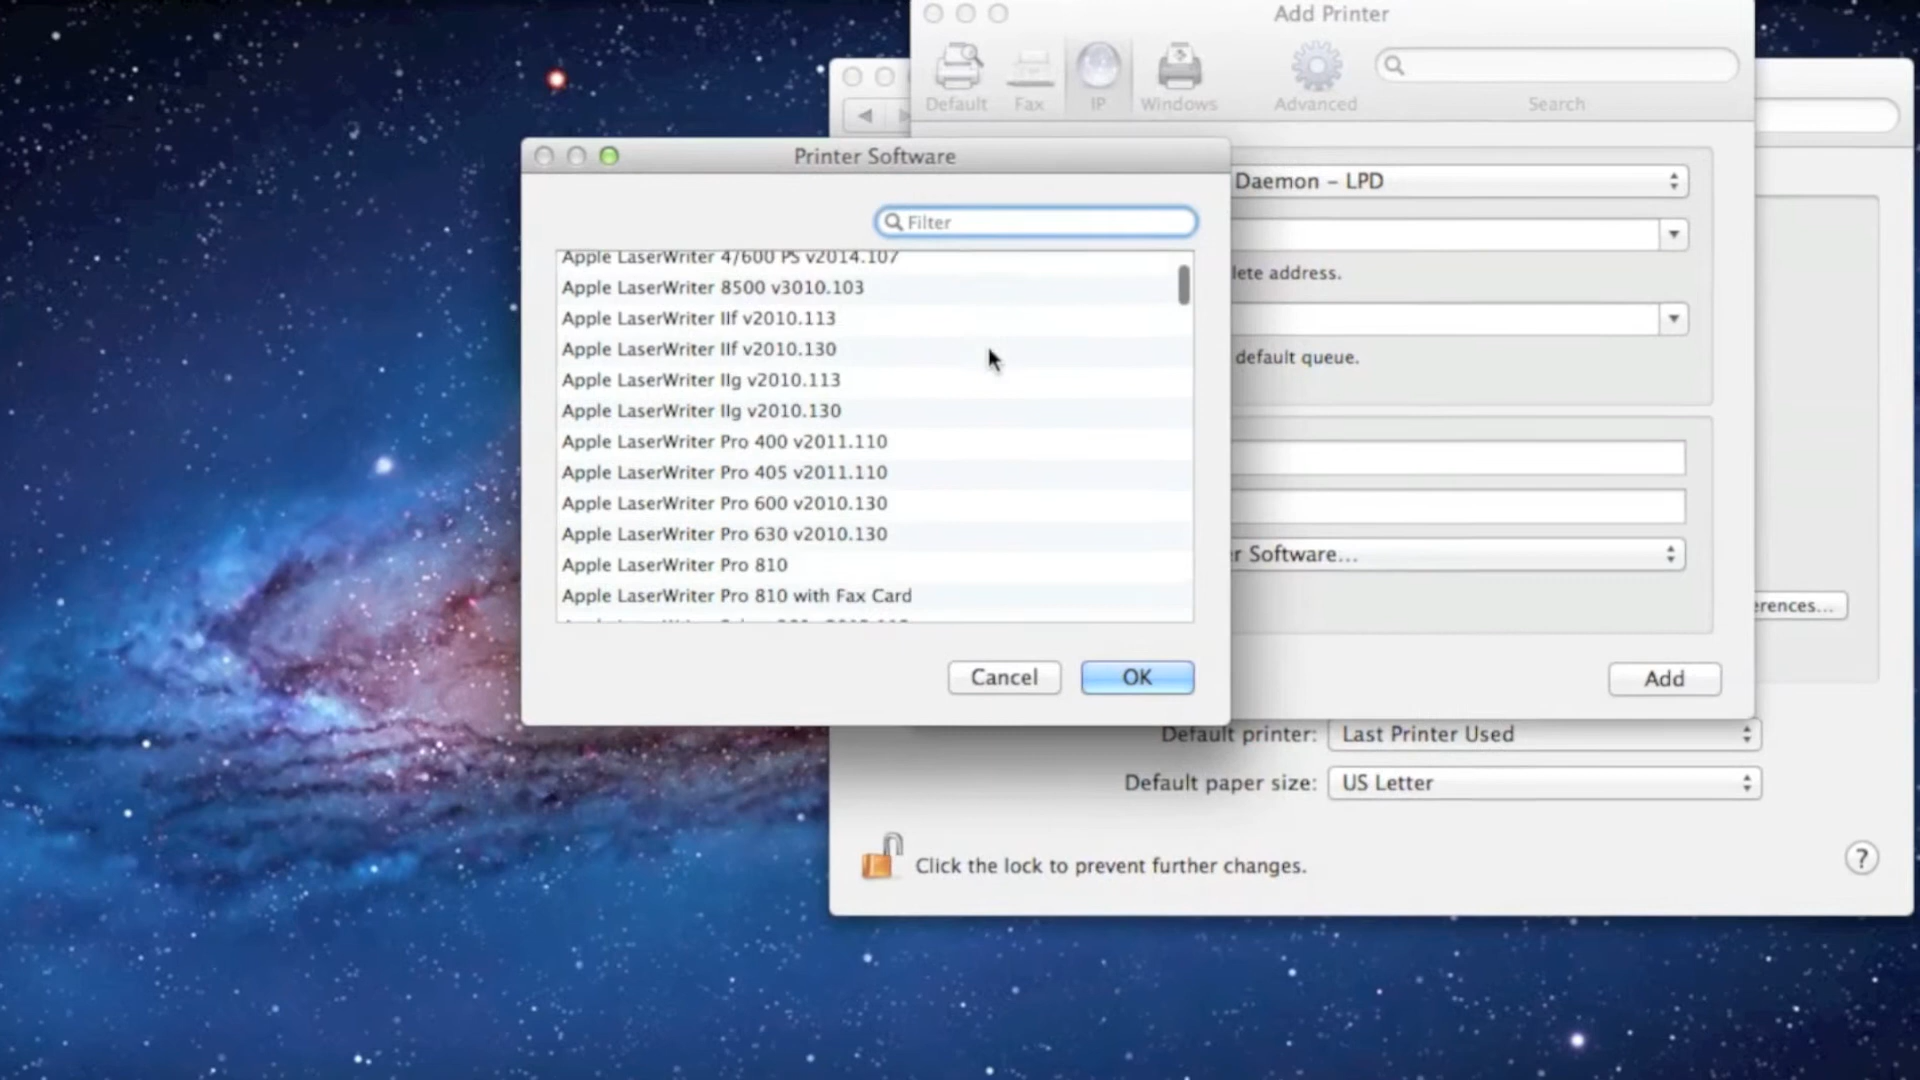 Add Printer
Default
Fax
IP
Windows
Advanced
Search
Printer Software
Filter
Daemon – LPD
lete address.
default queue.
r Software...
Apple LaserWriter 4/600 PS v2014.107
Apple LaserWriter 8500 v3010.103
Apple LaserWriter IIf v2010.113
Apple LaserWriter IIf v2010.130
Apple LaserWriter IIg v2010.113
Apple LaserWriter IIg v2010.130
Apple LaserWriter Pro 400 v2011.110
Apple LaserWriter Pro 405 v2011.110
Apple LaserWriter Pro 600 v2010.130
Apple LaserWriter Pro 630 v2010.130
Apple LaserWriter Pro 810
Apple LaserWriter Pro 810 with Fax Card
Cancel
OK
erences...
Add
Default printer: Last Printer Used
Default paper size: US Letter
Click the lock to prevent further changes.
?